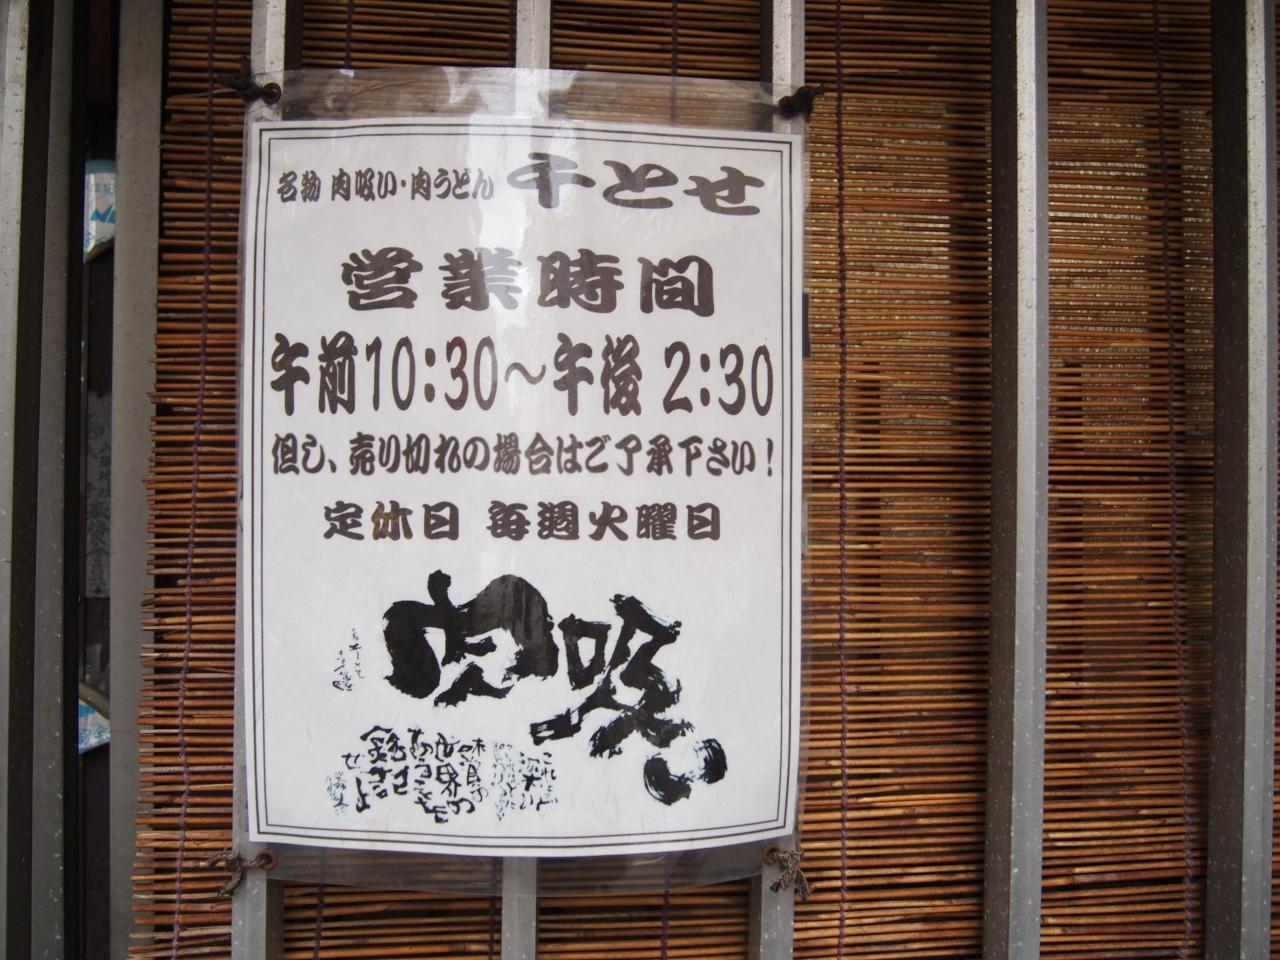 名物 肉吸い・肉うどん 千とせ
営業時間
午前10:30～午後 2:30
但し、売り切れの場合はご了承下さい!
定休日 毎週火曜日
肉吸い